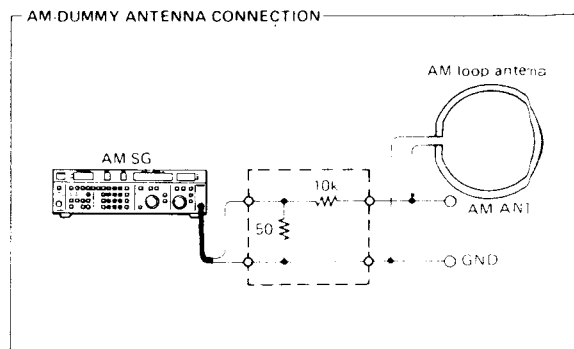 AM-DUMMY ANTENNA CONNECTION
AM loop antenna
AM SG
10k
50
AM ANT
GND